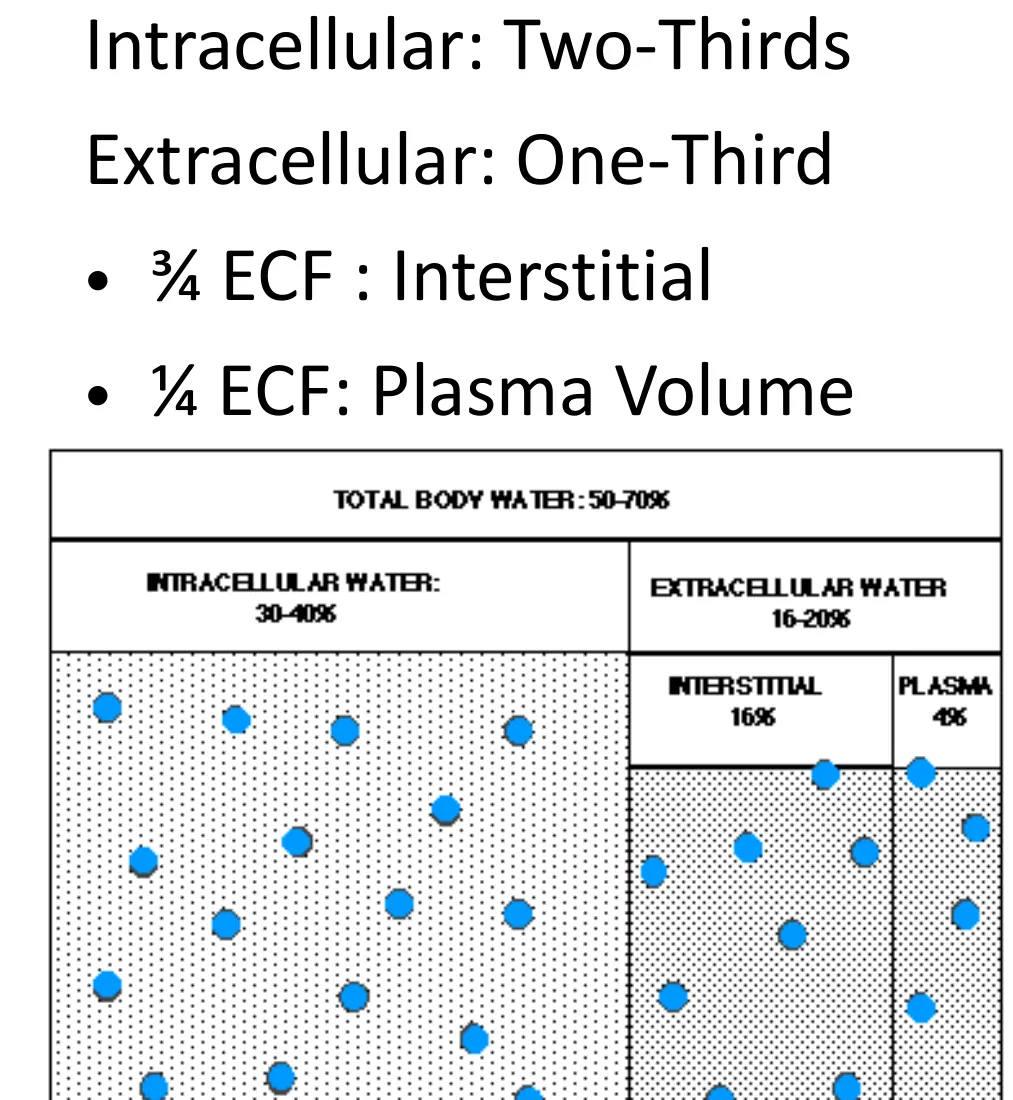 Intracellular: Two-Thirds
Extracellular: One-Third
• ¾ ECF : Interstitial
• ¼ ECF: Plasma Volume
TOTAL BODY WATER: 50-70%
INTRACELLULAR WATER:
30-40%
EXTRACELLULAR WATER
16-20%
INTERSTITIAL
16%
PLASMA
4%